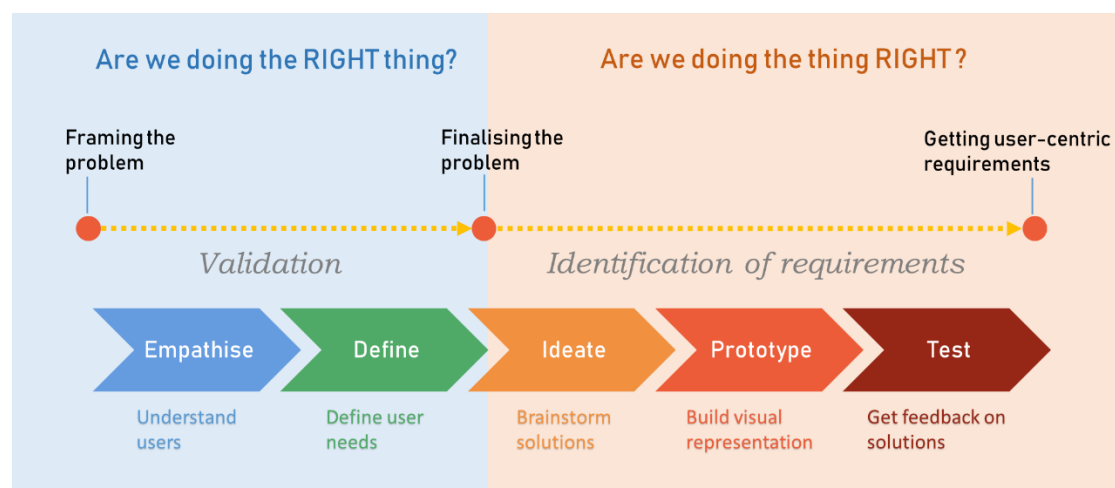 Are we doing the RIGHT thing?
Are we doing the thing RIGHT?
Framing the
problem
Finalising the
problem
Getting user-centric
requirements
Validation
Identification of requirements
Empathise
Define
Ideate
Prototype
Test
Understand
users
Define user
needs
Brainstorm
solutions
Build visual
representation
Get feedback on
solutions